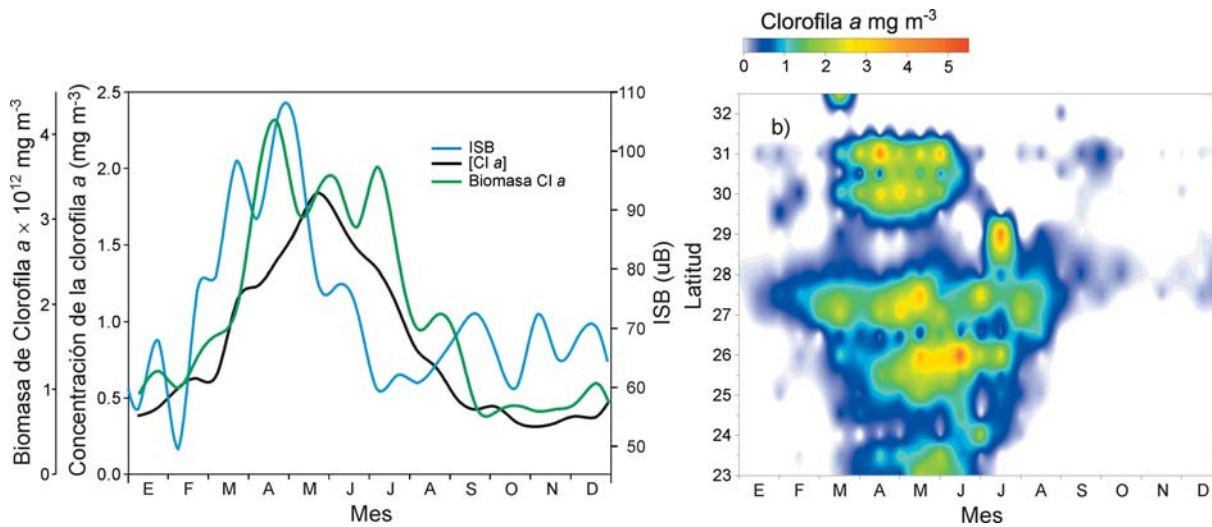 Biomasa de Clorofila a × 10¹² mg m⁻³
4
3
2
1
0
Concentración de la clorofila a (mg m⁻³)
2.5
2.0
1.5
1.0
0.5
0.0
ISB
[Cl a]
Biomasa Cl a
110
100
90
80
70
60
50
ISB (uB)
E F M A M J J A S O N D
Mes
Clorofila a mg m⁻³
0 1 2 3 4 5
b)
Latitud
32
31
30
29
28
27
26
25
24
23
E F M A M J J A S O N D
Mes